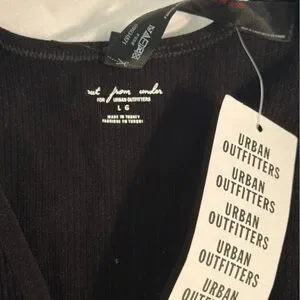 out from under
FOR URBAN OUTFITTERS
L G
MADE IN TURKEY
FABRIQUE EN TURQUIE
URBAN
OUTFITTERS
URBAN
OUTFITTERS
URBAN
OUTFITTERS
URBAN
OUTFITTERS
URBAN
OUTFITTERS